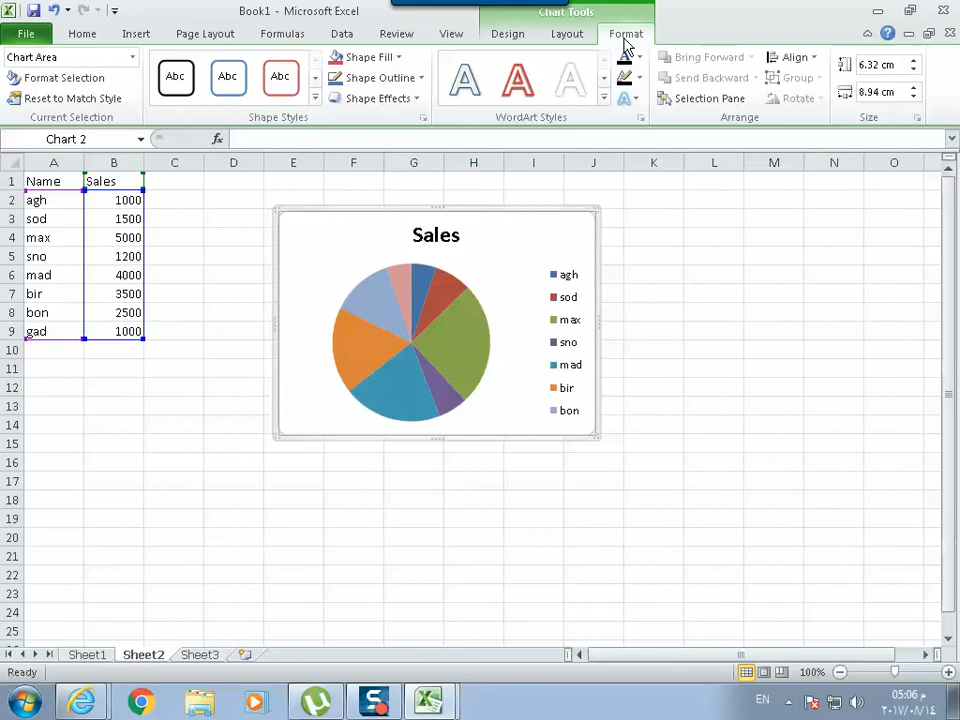 Book1 - Microsoft Excel
Chart Tools
File Home Insert Page Layout Formulas Data Review View Design Layout Format
Chart Area
Format Selection
Reset to Match Style
Current Selection
Abc Abc Abc
Shape Fill
Shape Outline
Shape Effects
Shape Styles
A A A
WordArt Styles
Bring Forward
Send Backward
Selection Pane
Align
Group
Rotate
Arrange
6.32 cm
8.94 cm
Size
Chart 2
fx
A B C D E F G H I J K L M N O
1 Name Sales
2 agh 1000
3 sod 1500
4 max 5000
5 sno 1200
6 mad 4000
7 bir 3500
8 bon 2500
9 gad 1000
10
11
12
13
14
15
16
17
18
19
20
21
22
23
24
25
Sales
agh
sod
max
sno
mad
bir
bon
Sheet1 Sheet2 Sheet3
Ready
100%
EN
05:06 م
٢٠١٧/٠٨/١٤